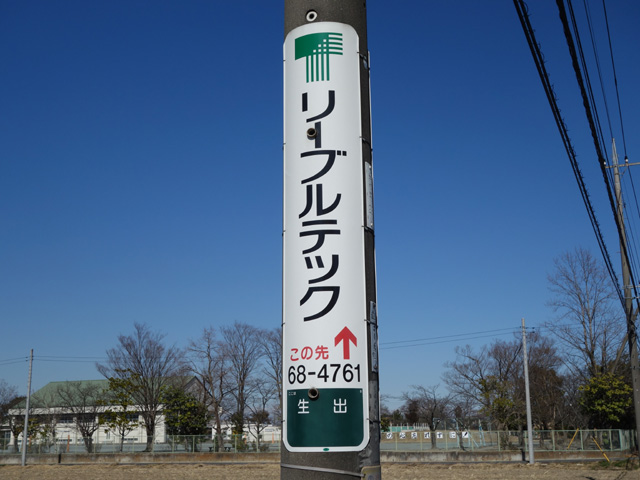 リーブルテック
この先
68-4761
生出